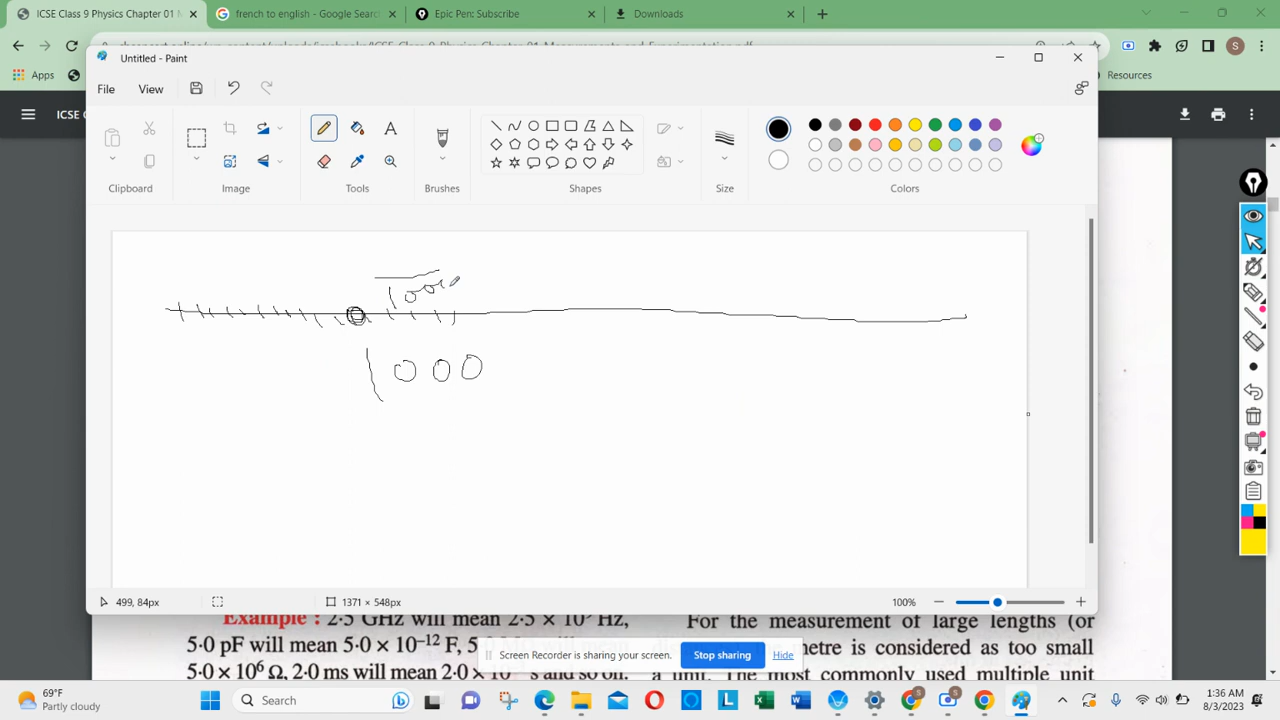 ICSE Class 9 Physics Chapter 01 M
french to english - Google Searc
Epic Pen: Subscribe
Downloads
Apps
Resources
Untitled - Paint
File
View
ICSE
Clipboard
Image
Tools
Brushes
Shapes
Size
Colors
1000
499, 84px
1371 × 548px
100%
Example : 2·5 GHz will mean 2·5 × 10⁹ Hz,
5·0 pF will mean 5·0 × 10⁻¹² F, 5·0
5·0 × 10⁶ Ω, 2·0 ms will mean 2·0 ×
and so on.
For the measurement of large lengths (or
metre is considered as too small
a unit. The most commonly used multiple unit
Screen Recorder is sharing your screen.
Stop sharing
Hide
69°F
Partly cloudy
Search
1:36 AM
8/3/2023